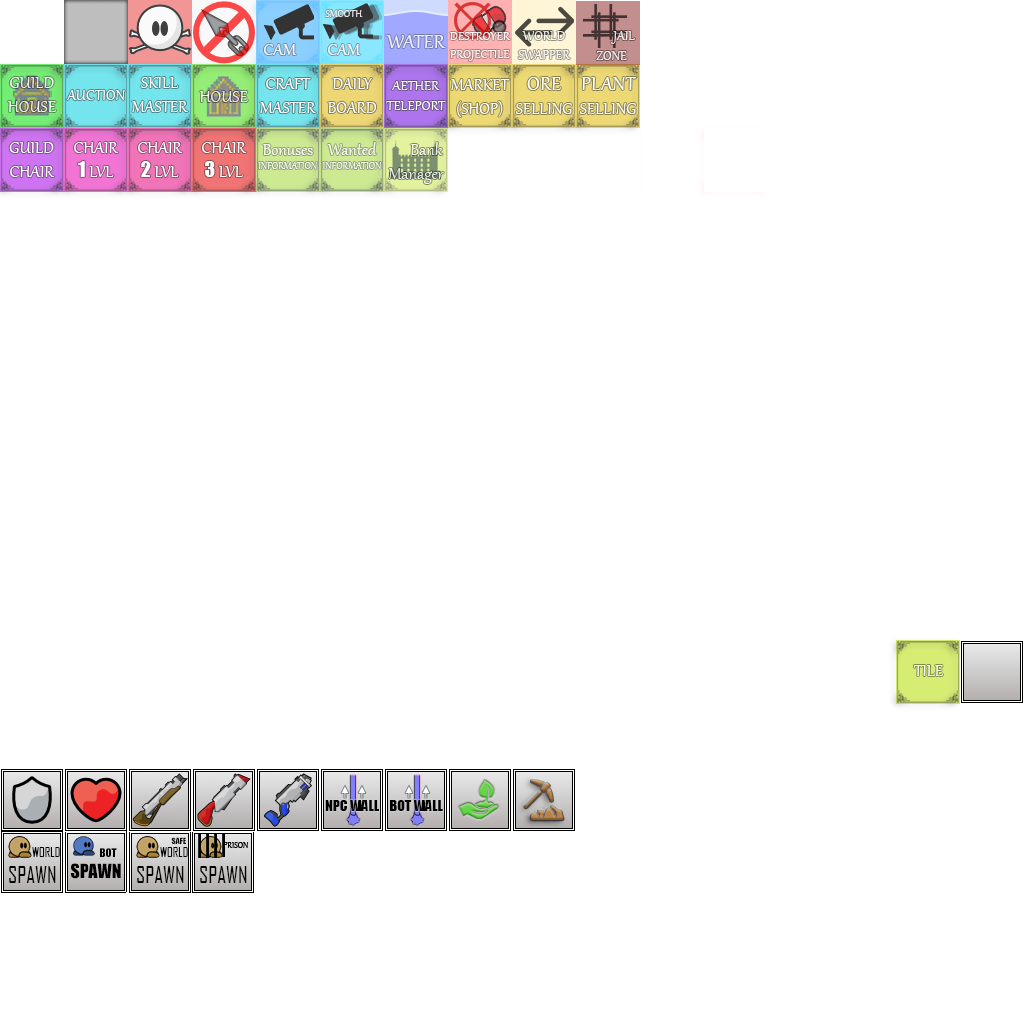 CAM
SMOOTH
CAM
WATER
DESTROYER
PROJECTILE
WORLD
SWAPPER
JAIL
ZONE
GUILD
HOUSE
AUCTION
SKILL
MASTER
HOUSE
CRAFT
MASTER
DAILY
BOARD
AETHER
TELEPORT
MARKET
(SHOP)
ORE
SELLING
PLANT
SELLING
GUILD
CHAIR
CHAIR
1 LVL
CHAIR
2 LVL
CHAIR
3 LVL
Bonuses
INFORMATION
Wanted
INFORMATION
Bank
Manager
TILE
NPC WALL
BOT WALL
WORLD
SPAWN
BOT
SPAWN
SAFE
WORLD
SPAWN
PRISON
SPAWN